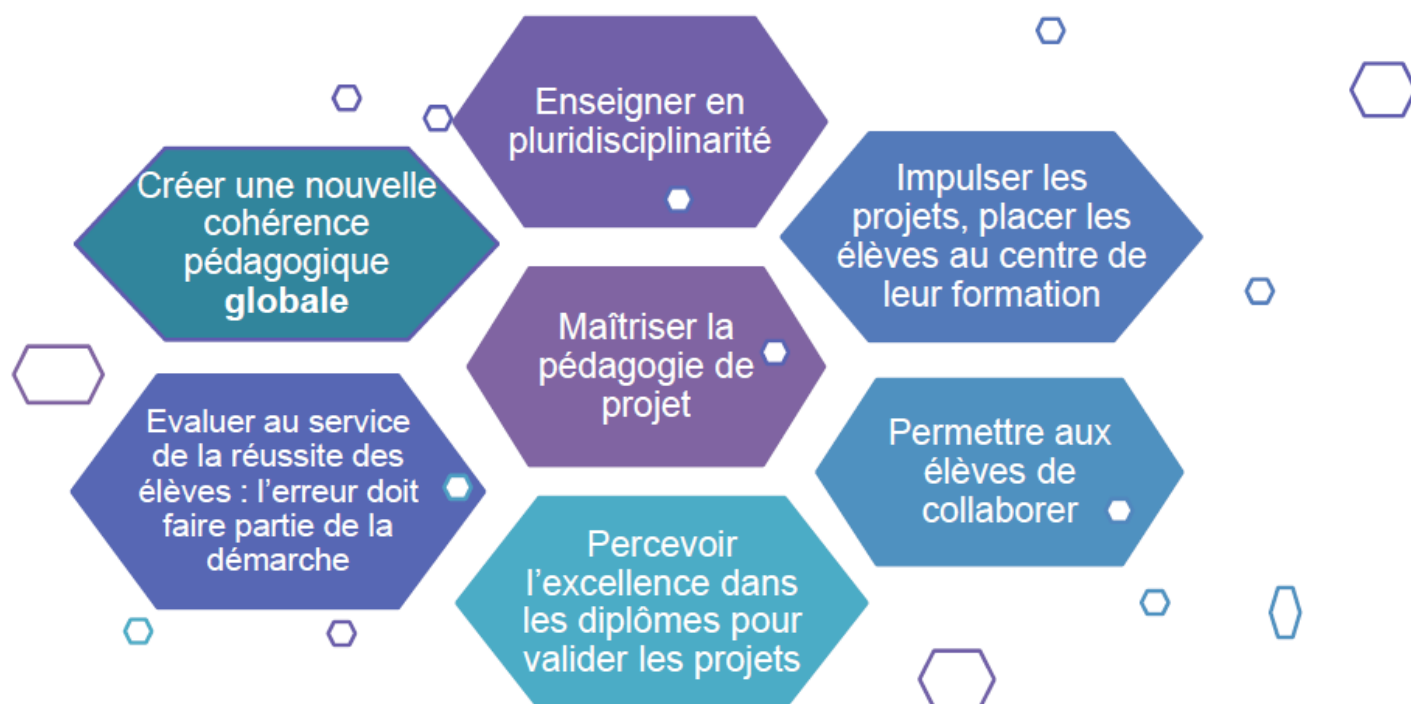 Enseigner en
pluridisciplinarité
Créer une nouvelle
cohérence
pédagogique
globale
Impulser les
projets, placer les
élèves au centre de
leur formation
Maîtriser la
pédagogie de
projet
Evaluer au service
de la réussite des
élèves : l’erreur doit
faire partie de la
démarche
Permettre aux
élèves de
collaborer
Percevoir
l’excellence dans
les diplômes pour
valider les projets